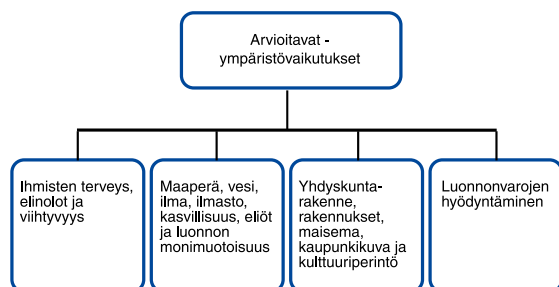 Arvioitavat -
ympäristövaikutukset
Ihmisten terveys,
elinolot ja
viihtyvyys
Maaperä, vesi,
ilma, ilmasto,
kasvillisuus, eliöt
ja luonnon
monimuotoisuus
Yhdyskunta-
rakenne,
rakennukset,
maisema,
kaupunkikuva ja
kulttuuriperintö
Luonnonvarojen
hyödyntäminen